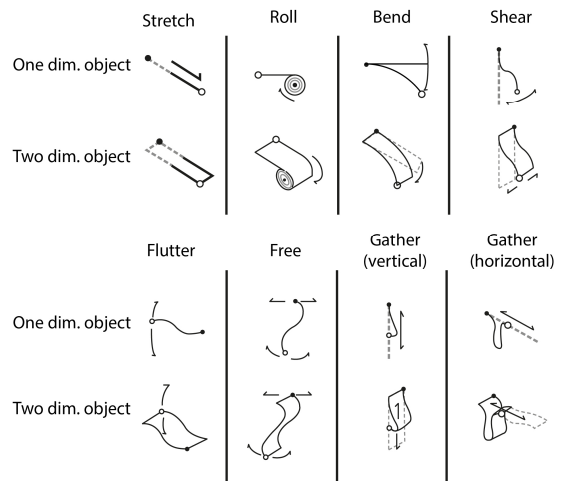 Stretch Roll Bend Shear
One dim. object
Two dim. object
Flutter Free Gather (vertical) Gather (horizontal)
One dim. object
Two dim. object